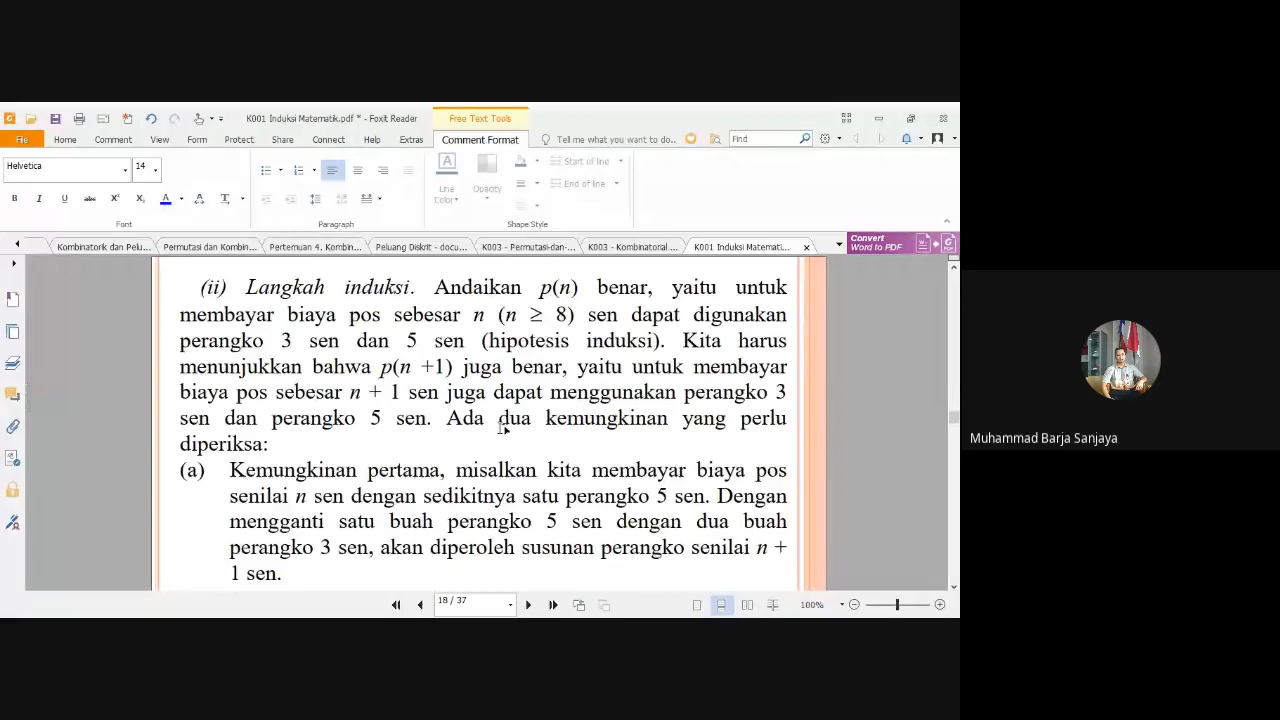 K001 Induksi Matematik.pdf * - Foxit Reader
Free Text Tools
File Home Comment View Form Protect Share Connect Help Extras Comment Format Tell me what you want to do.. Find
Helvetica 14
Line Color
Opacity
Start of line
End of line
B I U abc X² X₂ A T
Font Paragraph Shape Style
Kombinatorik dan Pelu... Permutasi dan Kombin... Pertemuan 4. Kombin... Peluang Diskrit - docu... K003 - Permutasi-dan-... K003 - Kombinatorial ... K001 Induksi Matemati...
Convert
Word to PDF
(ii) Langkah induksi. Andaikan p(n) benar, yaitu untuk
membayar biaya pos sebesar n (n ≥ 8) sen dapat digunakan
perangko 3 sen dan 5 sen (hipotesis induksi). Kita harus
menunjukkan bahwa p(n +1) juga benar, yaitu untuk membayar
biaya pos sebesar n + 1 sen juga dapat menggunakan perangko 3
sen dan perangko 5 sen. Ada dua kemungkinan yang perlu
diperiksa:
(a) Kemungkinan pertama, misalkan kita membayar biaya pos
senilai n sen dengan sedikitnya satu perangko 5 sen. Dengan
mengganti satu buah perangko 5 sen dengan dua buah
perangko 3 sen, akan diperoleh susunan perangko senilai n +
1 sen.
18 / 37
100%
Muhammad Barja Sanjaya